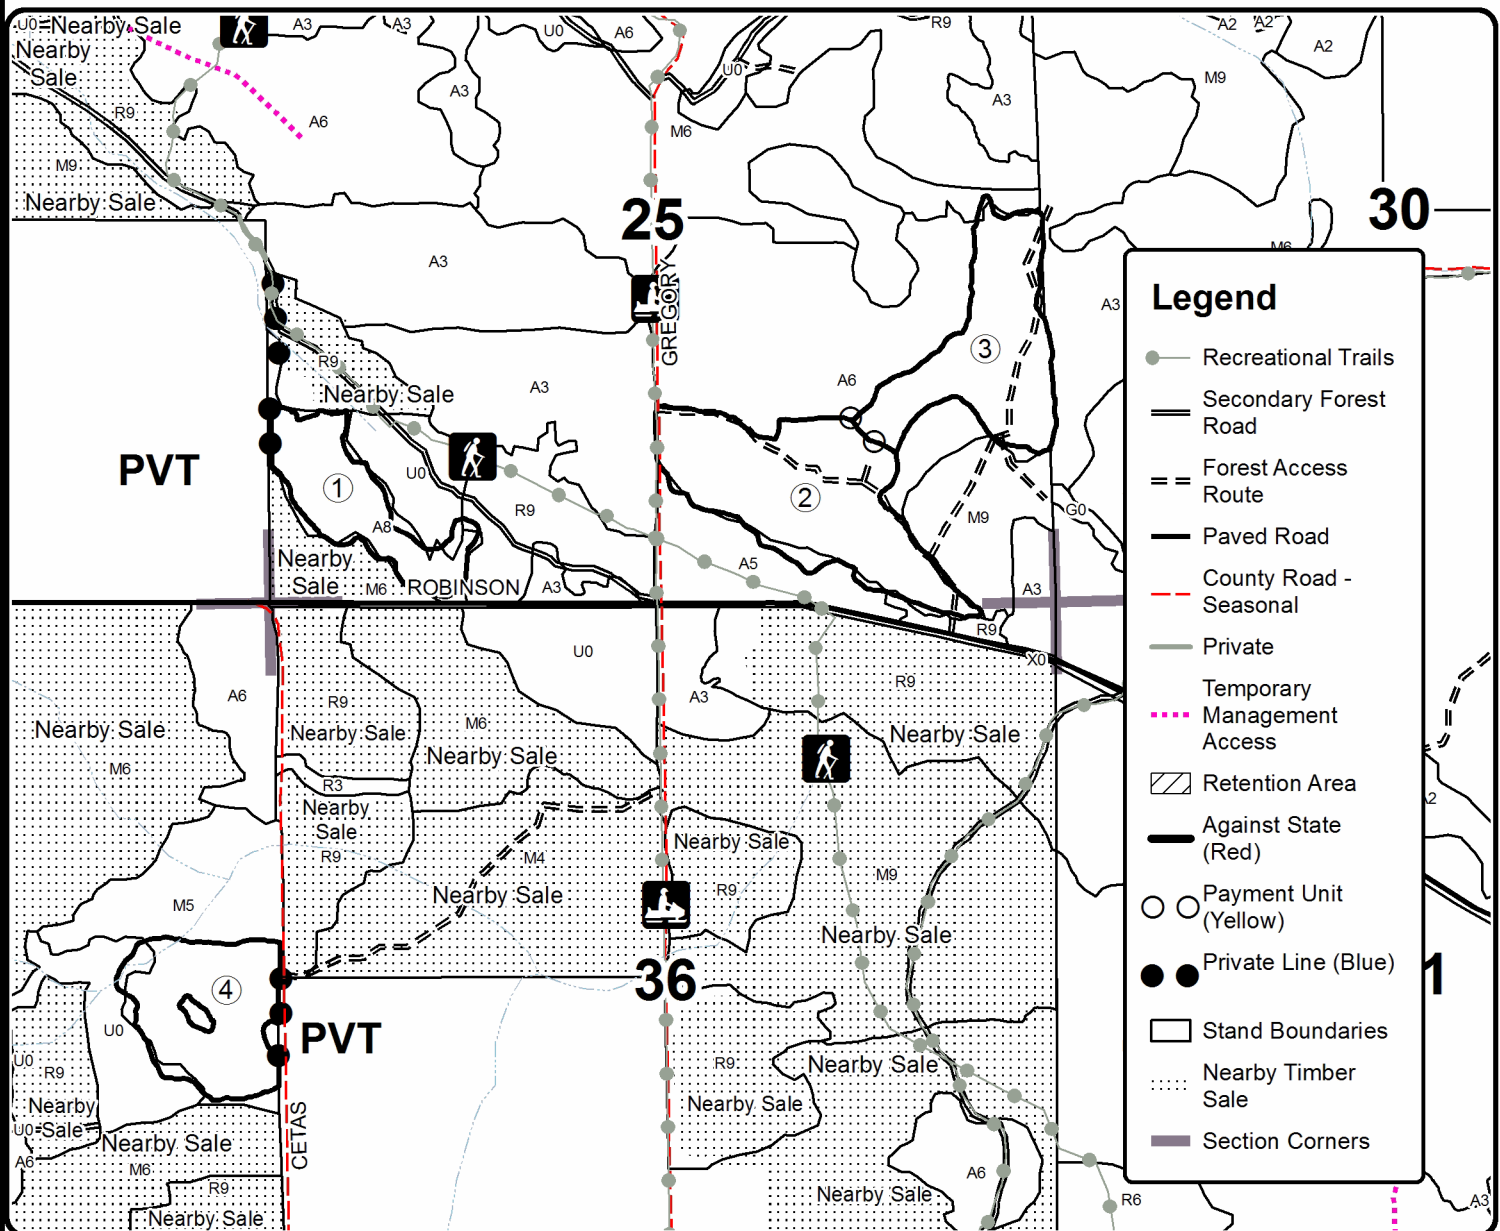 U0
Nearby Sale
A3
A3
U0
A6
R9
A2
A2
A2
Nearby
Sale
U0
M9
A3
A3
R9
A6
M6
M9
Nearby Sale
25
30
M6
A3
GREGORY
A3
R9
Nearby Sale
A3
3
A6
PVT
U0
1
A8
R9
2
M9
G0
Nearby
Sale
M6
ROBINSON
A3
A5
A3
R9
X0
U0
A6
R9
Nearby Sale
M6
Nearby Sale
A3
R9
Nearby Sale
Nearby Sale
M6
R3
Nearby
Sale
R9
M4
Nearby Sale
Nearby Sale
R9
M9
Nearby Sale
M5
4
U0
PVT
36
1
U0
R9
Nearby
Sale
U0
Nearby Sale
A6
M6
R9
Nearby Sale
CETAS
R9
Nearby Sale
Nearby Sale
A6
Nearby Sale
R6
A3
Legend
Recreational Trails
Secondary Forest
Road
Forest Access
Route
Paved Road
County Road -
Seasonal
Private
Temporary
Management
Access
Retention Area
Against State
(Red)
Payment Unit
(Yellow)
Private Line (Blue)
Stand Boundaries
Nearby Timber
Sale
Section Corners